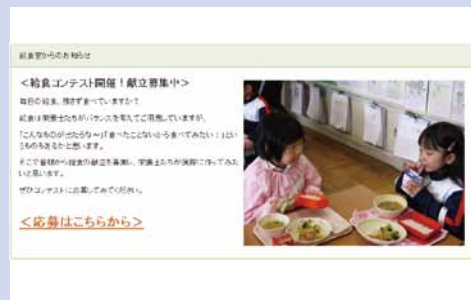 給食室からのお知らせ
＜給食コンテスト開催！献立募集中＞
毎日の給食、残さず食べていますか？
給食は栄養士たちがバランスを考えてご用意していますが、
「こんなものが出たらな～」「食べたことないから食べてみたい！」とい
うものもあるかと思います。
そこで皆様から給食の献立を募集し、栄養士たちが実際に作ってみた
いと思います。
ぜひコンテストに応募してみてください。
＜応募はこちらから＞